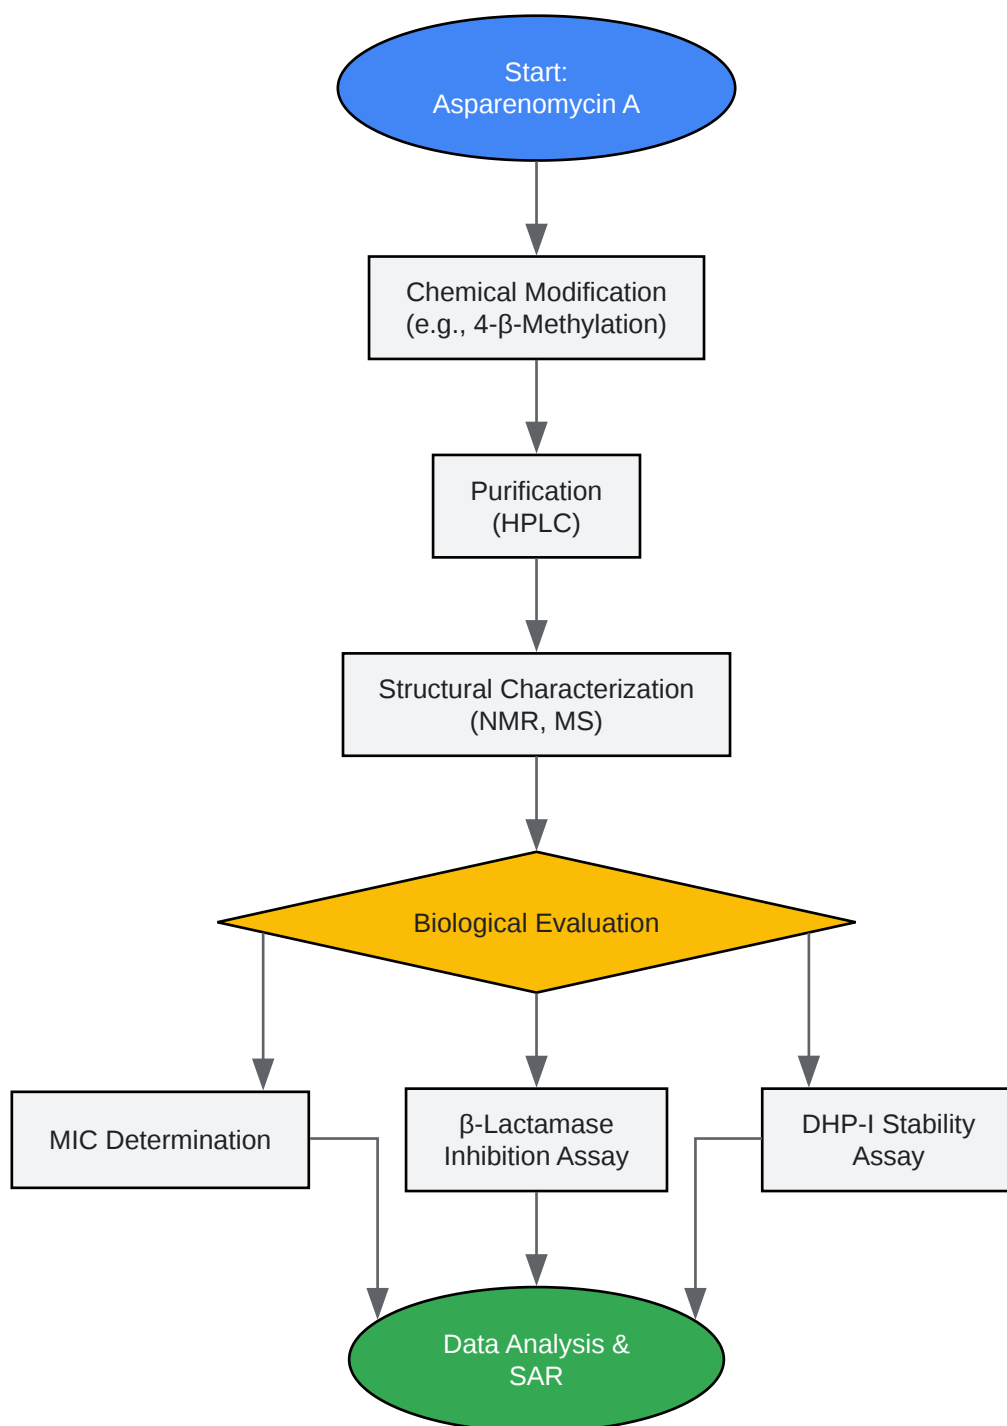 Start:
Asparenomycin A
Chemical Modification
(e.g., 4-β-Methylation)
Purification
(HPLC)
Structural Characterization
(NMR, MS)
Biological Evaluation
MIC Determination
β-Lactamase
Inhibition Assay
DHP-I Stability
Assay
Data Analysis &
SAR